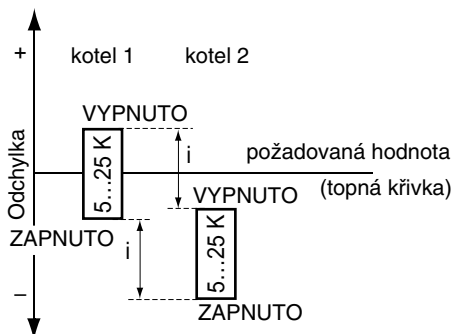 +
kotel 1
kotel 2
VYPNUTO
i
požadovaná hodnota
Odchylka
5...25 K
VYPNUTO
(topná křivka)
ZAPNUTO
i
5...25 K
–
ZAPNUTO